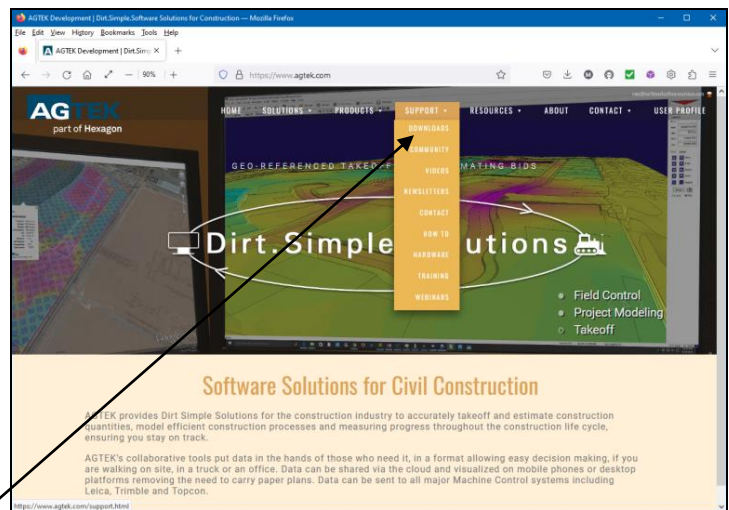 AGTEK Development | Dirt.Simple.Software Solutions for Construction — Mozilla Firefox
File Edit View History Bookmarks Tools Help
AGTEK Development | Dirt.Sim
90%
https://www.agtek.com
AGTEK
part of Hexagon
HOME SOLUTIONS PRODUCTS SUPPORT RESOURCES ABOUT CONTACT USER PROFILE
DOWNLOADS
COMMUNITY
VIDEOS
NEWSLETTERS
CONTACT
HOW TO
HARDWARE
TRAINING
WEBINARS
GEO-REFERENCED BIDS
Dirt.Simple utions
Field Control
Project Modeling
Takeoff
Software Solutions for Civil Construction
AGTEK provides Dirt Simple Solutions for the construction industry to accurately takeoff and estimate construction
quantities, model efficient construction processes and measuring progress throughout the construction life cycle,
ensuring you stay on track.
AGTEK's collaborative tools put data in the hands of those who need it, in a format allowing easy decision making, if you
are walking on site, in a truck or an office. Data can be shared via the cloud and visualized on mobile phones or desktop
platforms removing the need to carry paper plans. Data can be sent to all major Machine Control systems including
Leica, Trimble and Topcon.
https://www.agtek.com/support.html